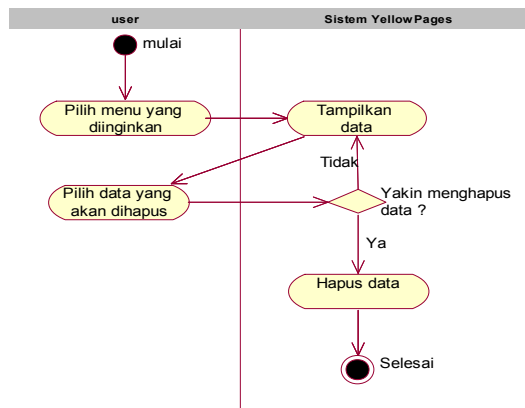 user
Sistem YellowPages
mulai
Pilih menu yang
diinginkan
Tampilkan
data
Tidak
Pilih data yang
akan dihapus
Yakin menghapus
data ?
Ya
Hapus data
Selesai